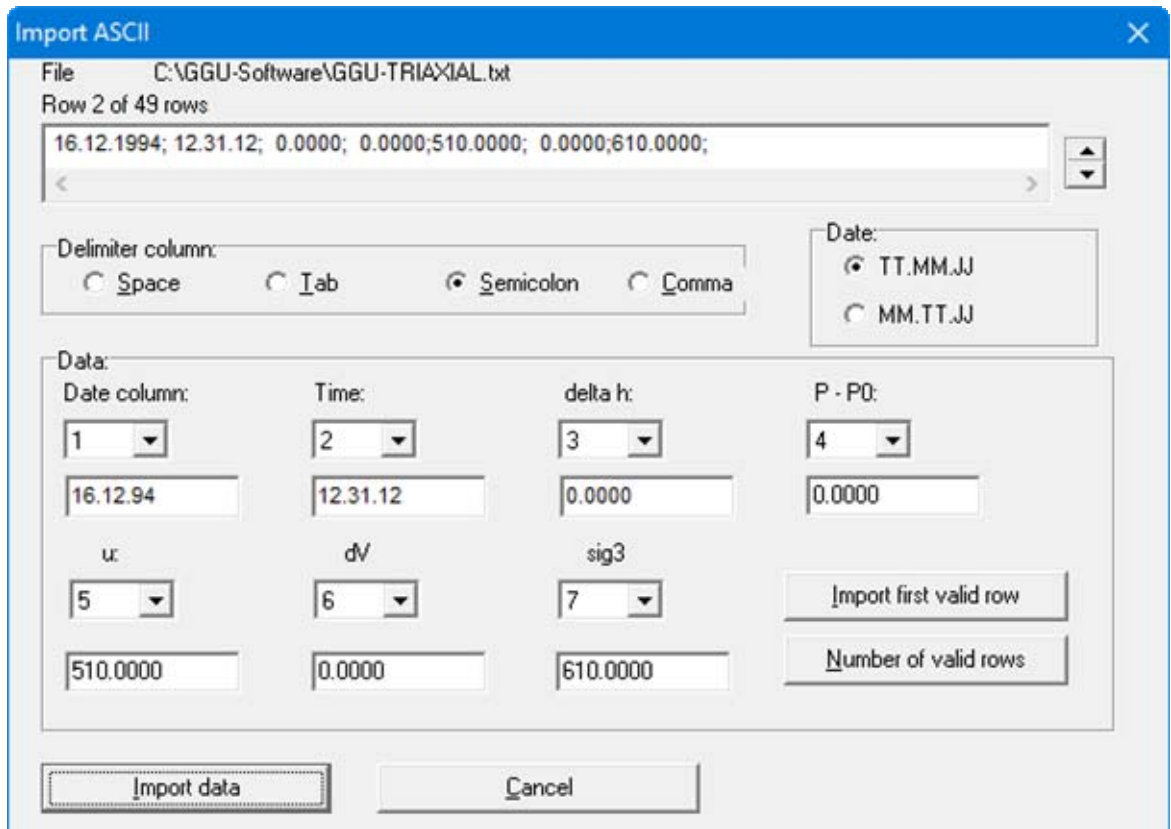 Import ASCII
File C:\GGU-Software\GGU-TRIAXIAL.txt
Row 2 of 49 rows
16.12.1994; 12.31.12; 0.0000; 0.0000;510.0000; 0.0000;610.0000;
Delimiter column:
Space Tab Semicolon Comma
Date:
TT.MM.JJ
MM.TT.JJ
Data:
Date column: Time: delta h: P - P0:
1 2 3 4
16.12.94 12.31.12 0.0000 0.0000
u: dV sig3
5 6 7
Import first valid row
510.0000 0.0000 610.0000
Number of valid rows
Import data Cancel